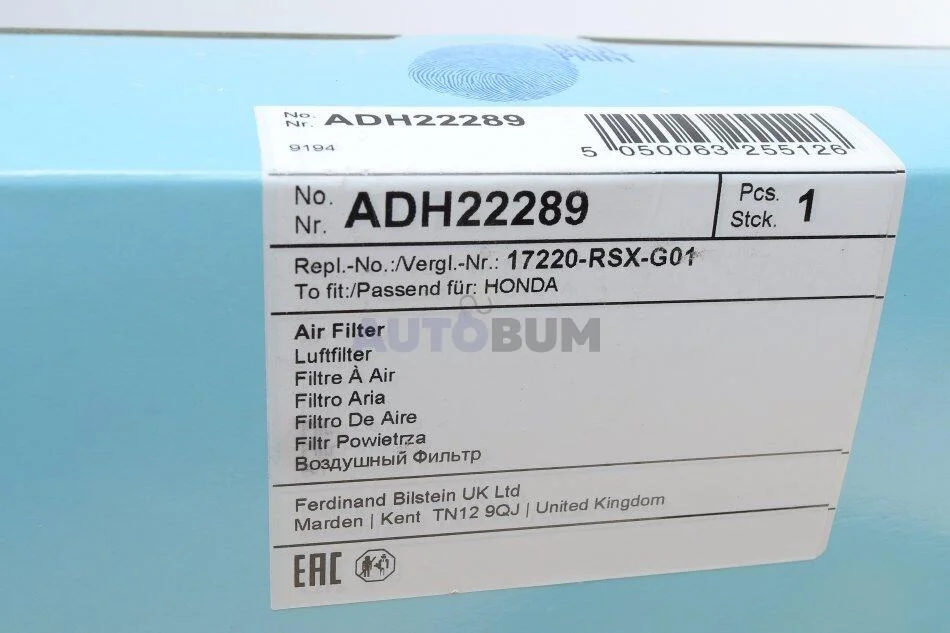 BLUE
PRINT
No.
Nr. ADH22289
9194
5 050063 255126
No.
Nr. ADH22289
Pcs.
Stck. 1
Repl.-No.:/Vergl.-Nr.: 17220-RSX-G01
To fit:/Passend für: HONDA
AUTOBUM
Air Filter
Luftfilter
Filtre À Air
Filtro Aria
Filtro De Aire
Filtr Powietrza
Воздушный Фильтр
Ferdinand Bilstein UK Ltd
Marden | Kent TN12 9QJ | United Kingdom
EAC